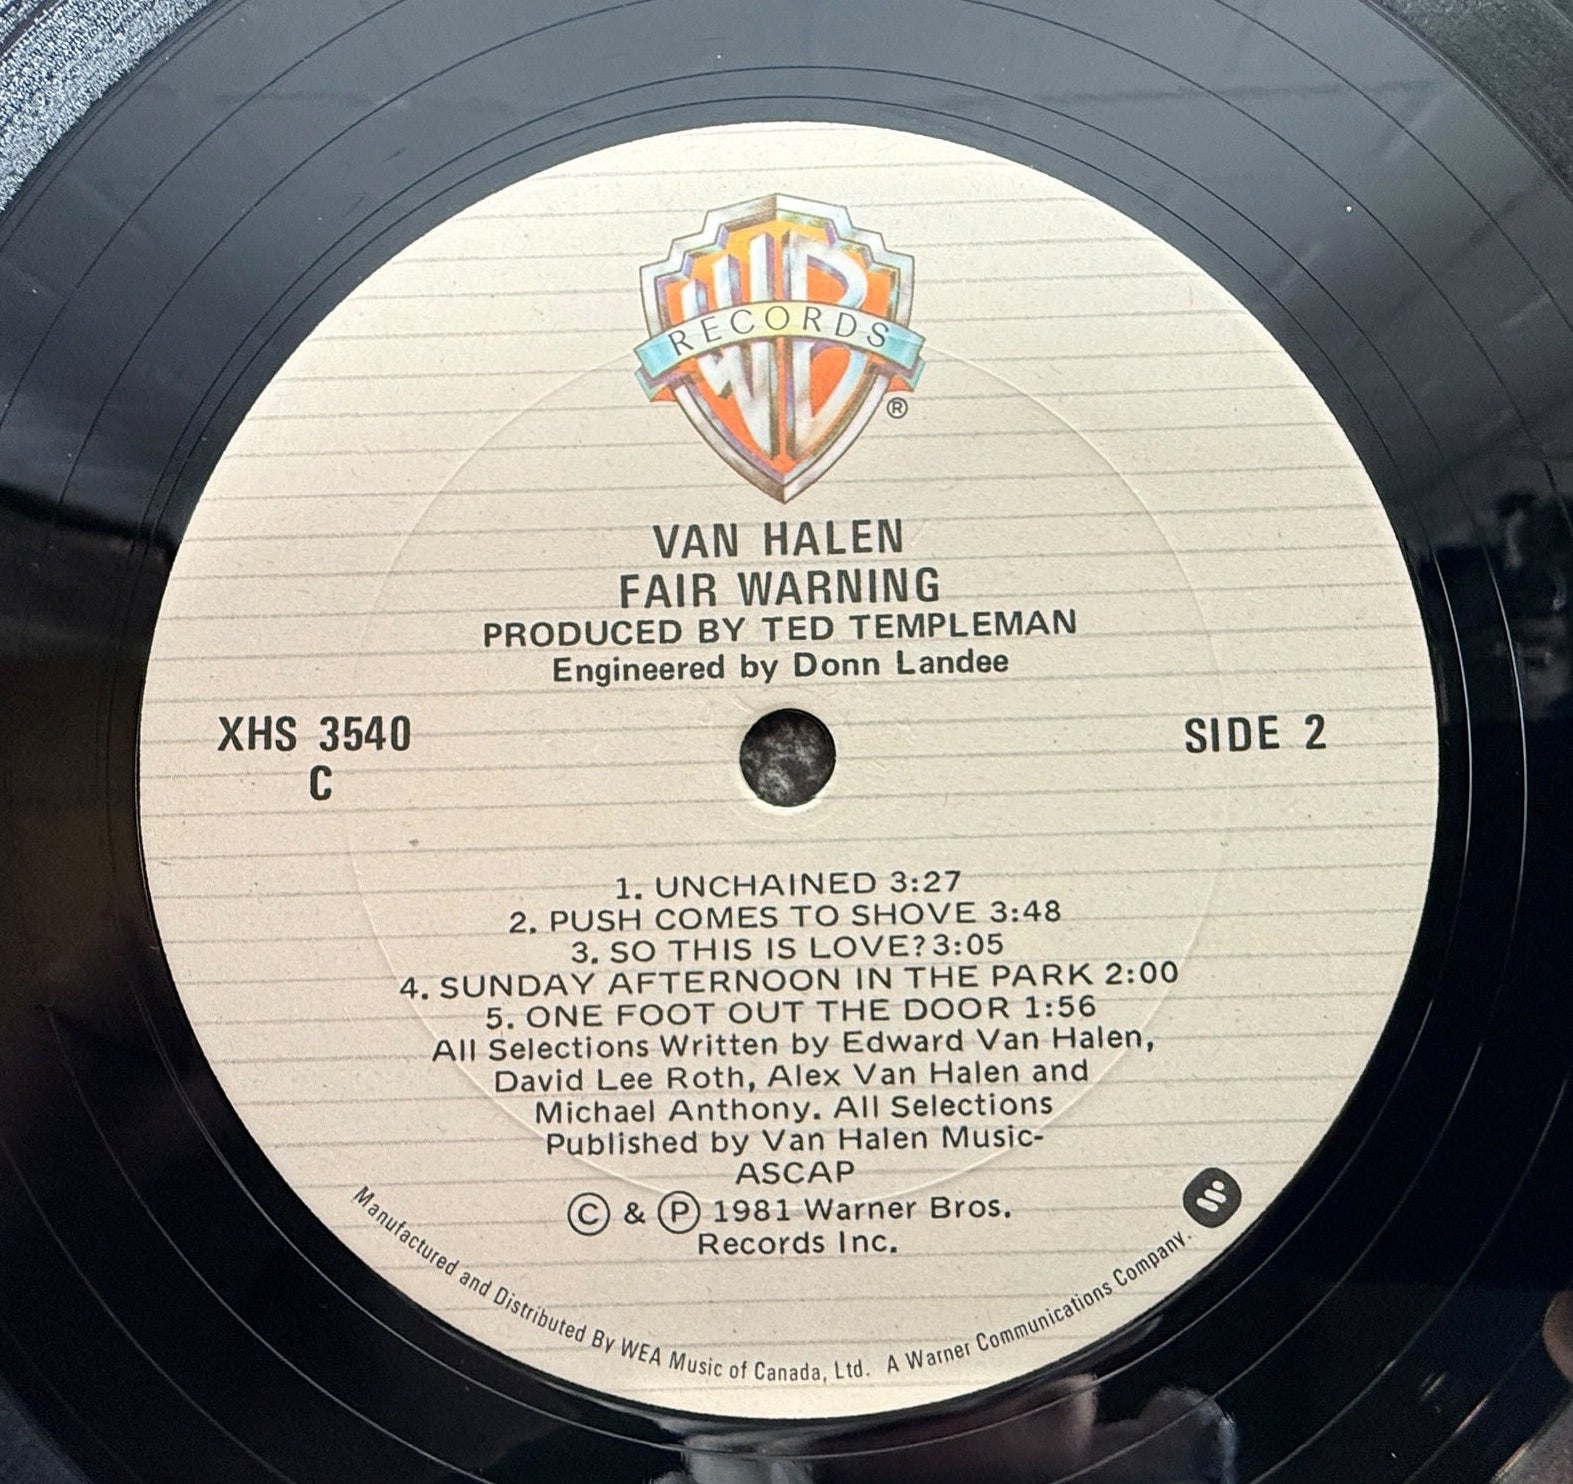 WB
RECORDS
®
VAN HALEN
FAIR WARNING
PRODUCED BY TED TEMPLEMAN
Engineered by Donn Landee
XHS 3540
C
SIDE 2
1. UNCHAINED 3:27
2. PUSH COMES TO SHOVE 3:48
3. SO THIS IS LOVE? 3:05
4. SUNDAY AFTERNOON IN THE PARK 2:00
5. ONE FOOT OUT THE DOOR 1:56
All Selections Written by Edward Van Halen,
David Lee Roth, Alex Van Halen and
Michael Anthony. All Selections
Published by Van Halen Music-
ASCAP
© & ℗ 1981 Warner Bros.
Records Inc.
Manufactured and Distributed By WEA Music of Canada, Ltd. A Warner Communications Company.